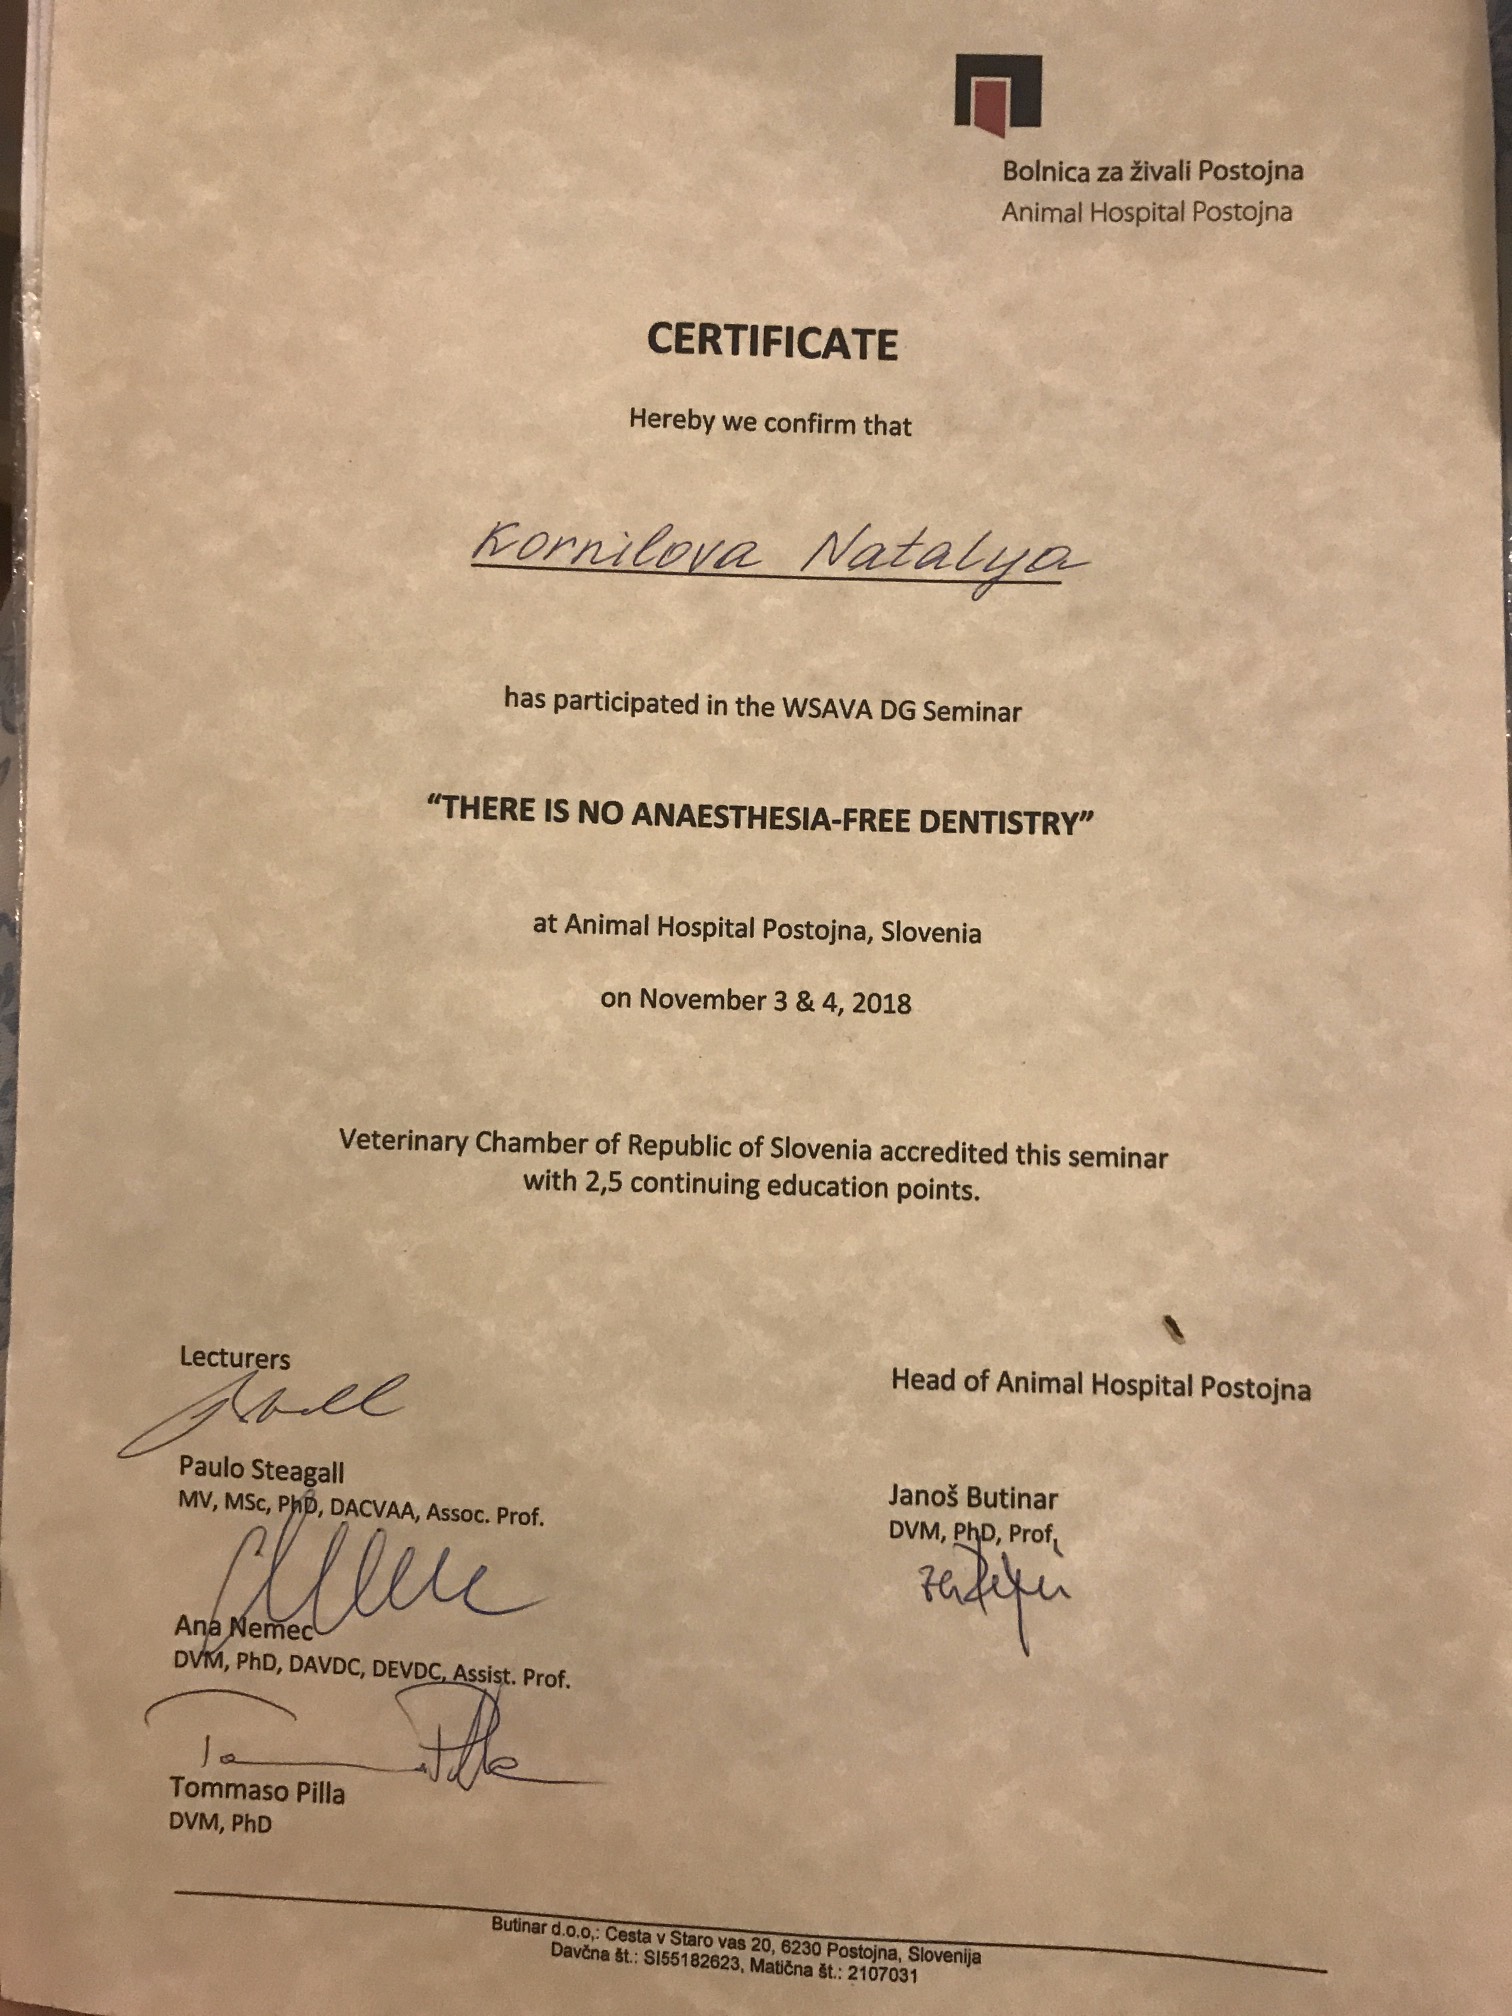 Bolnica za živali Postojna
Animal Hospital Postojna
CERTIFICATE
Hereby we confirm that
Kornilova Natalya
has participated in the WSAVA DG Seminar
“THERE IS NO ANAESTHESIA-FREE DENTISTRY”
at Animal Hospital Postojna, Slovenia
on November 3 & 4, 2018
Veterinary Chamber of Republic of Slovenia accredited this seminar
with 2,5 continuing education points.
Lecturers
Paulo Steagall
MV, MSc, PhD, DACVAA, Assoc. Prof.
Ana Nemec
DVM, PhD, DAVDC, DEVDC, Assist. Prof.
Tommaso Pilla
DVM, PhD
Head of Animal Hospital Postojna
Janoš Butinar
DVM, PhD, Prof.
Butinar d.o.o,: Cesta v Staro vas 20, 6230 Postojna, Slovenija
Davčna št.: SI55182623, Matična št.: 2107031